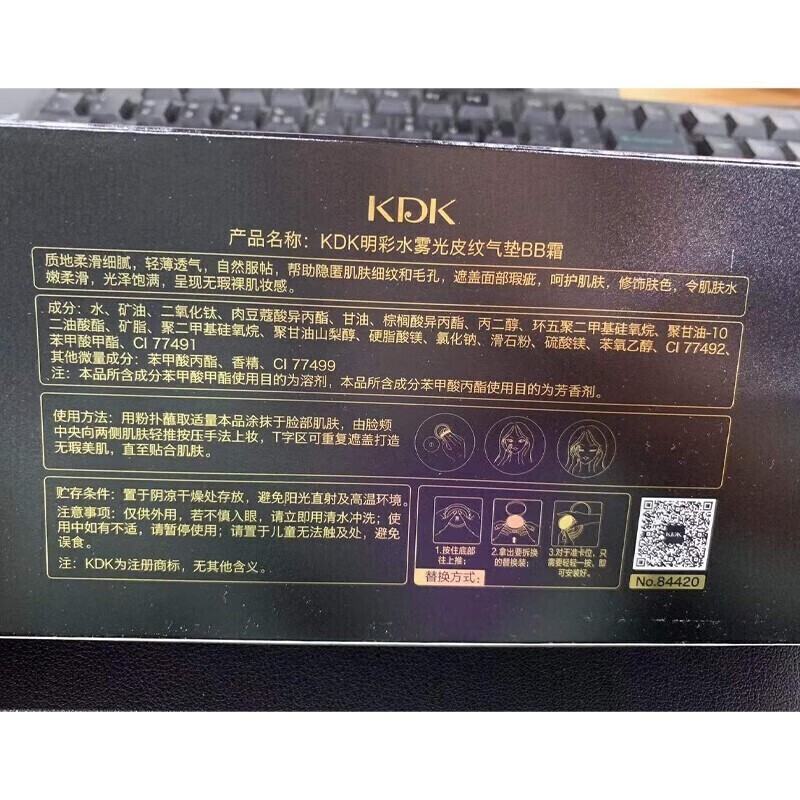 KDK
产品名称：KDK明彩水雾光皮纹气垫BB霜
质地柔滑细腻，轻薄透气，自然服帖，帮助隐匿肌肤细纹和毛孔，遮盖面部瑕疵，呵护肌肤，修饰肤色，令肌肤水
嫩柔滑，光泽饱满，呈现无瑕裸肌妆感。
成分：水、矿油、二氧化钛、肉豆蔻酸异丙酯、甘油、棕榈酸异丙酯、丙二醇、环五聚二甲基硅氧烷、聚甘油-10
二油酸酯、矿脂、聚二甲基硅氧烷、聚甘油山梨醇、硬脂酸镁、氯化钠、滑石粉、硫酸镁、苯氧乙醇、CI 77492、
苯甲酸甲酯、CI 77491
其他微量成分：苯甲酸丙酯、香精、CI 77499
注：本品所含成分苯甲酸甲酯使用目的为溶剂，本品所含成分苯甲酸丙酯使用目的为芳香剂。
使用方法：用粉扑蘸取适量本品涂抹于脸部肌肤，由脸颊
中央向两侧肌肤轻推按压手法上妆，T字区可重复遮盖打造
无瑕美肌，直至贴合肌肤。
贮存条件：置于阴凉干燥处存放，避免阳光直射及高温环境。
注意事项：仅供外用，若不慎入眼，请立即用清水冲洗；使
用中如有不适，请暂停使用；请置于儿童无法触及处，避免
误食。
注：KDK为注册商标，无其他含义。
1.按住底部
往上推；
2.拿出要拆换
的替换装；
3.对于准卡位，只
需要轻轻一按，即
可安装好。
替换方式：
KDK
No.84420